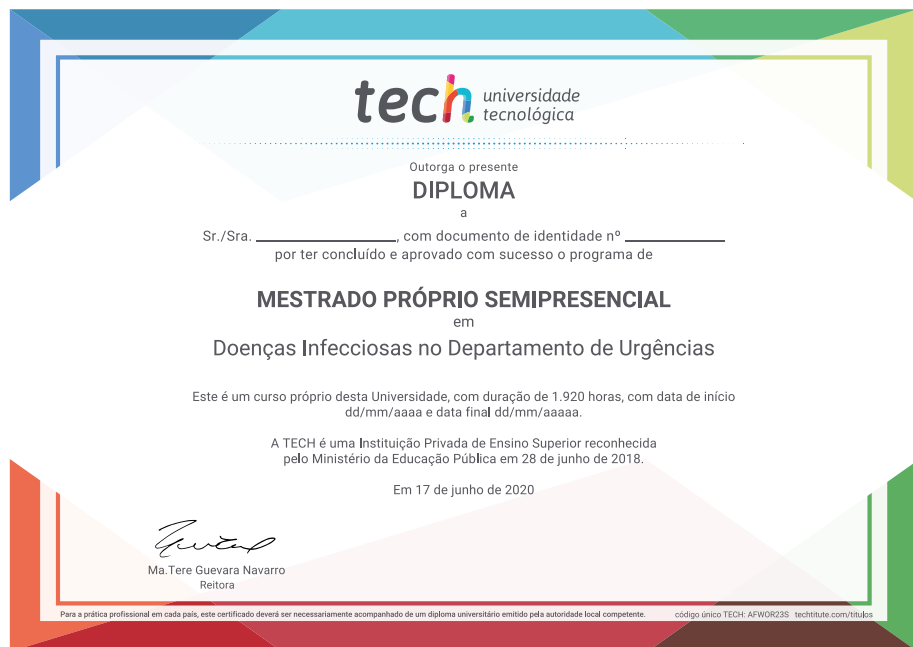 tech universidade
tecnológica
Outorga o presente
DIPLOMA
a
Sr./Sra. ________________, com documento de identidade nº ____________
por ter concluído e aprovado com sucesso o programa de
MESTRADO PRÓPRIO SEMIPRESENCIAL
em
Doenças Infecciosas no Departamento de Urgências
Este é um curso próprio desta Universidade, com duração de 1.920 horas, com data de início
dd/mm/aaaa e data final dd/mm/aaaaa.
A TECH é uma Instituição Privada de Ensino Superior reconhecida
pelo Ministério da Educação Pública em 28 de junho de 2018.
Em 17 de junho de 2020
Ma.Tere Guevara Navarro
Reitora
Para a prática profissional em cada país, este certificado deverá ser necessariamente acompanhado de um diploma universitário emitido pela autoridade local competente. código único TECH: AFWOR23S techtitute.com/titulos